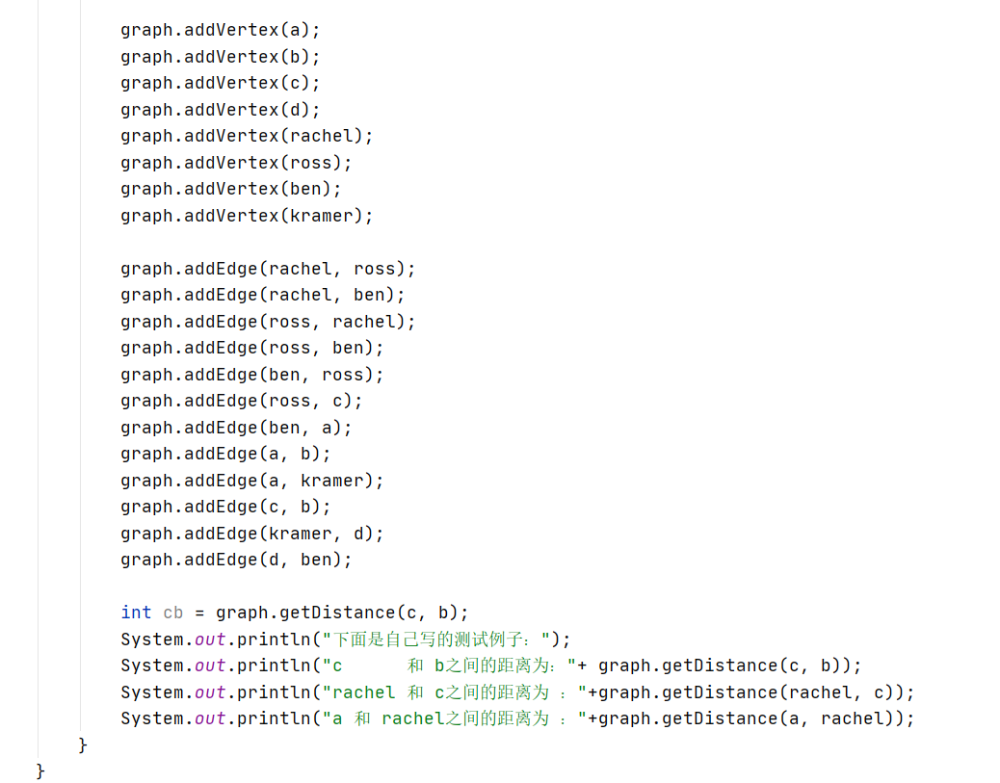 graph.addVertex(a);
graph.addVertex(b);
graph.addVertex(c);
graph.addVertex(d);
graph.addVertex(rachel);
graph.addVertex(ross);
graph.addVertex(ben);
graph.addVertex(kramer);
graph.addEdge(rachel, ross);
graph.addEdge(rachel, ben);
graph.addEdge(ross, rachel);
graph.addEdge(ross, ben);
graph.addEdge(ben, ross);
graph.addEdge(ross, c);
graph.addEdge(ben, a);
graph.addEdge(a, b);
graph.addEdge(a, kramer);
graph.addEdge(c, b);
graph.addEdge(kramer, d);
graph.addEdge(d, ben);
int cb = graph.getDistance(c, b);
System.out.println("下面是自己写的测试例子：");
System.out.println("c      和 b之间的距离为："+ graph.getDistance(c, b));
System.out.println("rachel 和 c之间的距离为 ："+graph.getDistance(rachel, c));
System.out.println("a 和 rachel之间的距离为 ："+graph.getDistance(a, rachel));
}
}